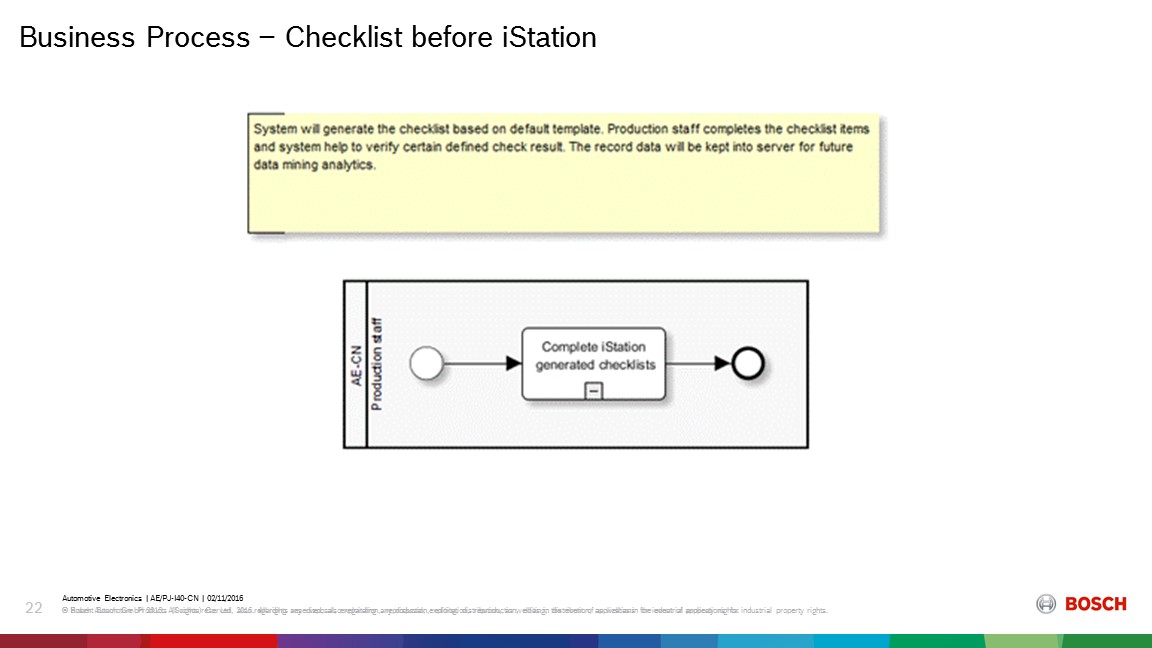 Business Process – Checklist before iStation
System will generate the checklist based on default template. Production staff completes the checklist items
and system help to verify certain defined check result. The record data will be kept into server for future
data mining analytics.
AE-CN
Production staff
Complete iStation
generated checklists
22
Automotive Electronics | AE/PJ-I40-CN | 02/11/2016
industrial property rights.
BOSCH